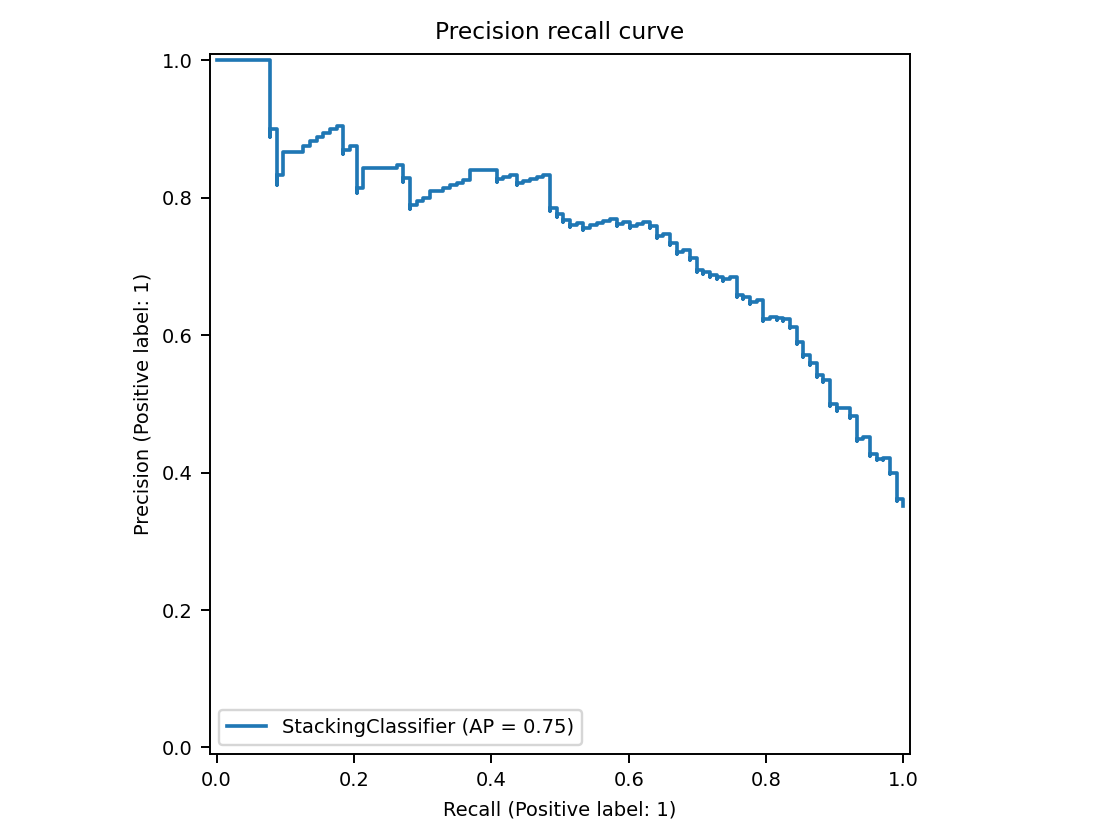 Precision recall curve
1.0
0.8
0.6
0.4
0.2
0.0
Precision (Positive label: 1)
StackingClassifier (AP = 0.75)
0.0 0.2 0.4 0.6 0.8 1.0
Recall (Positive label: 1)